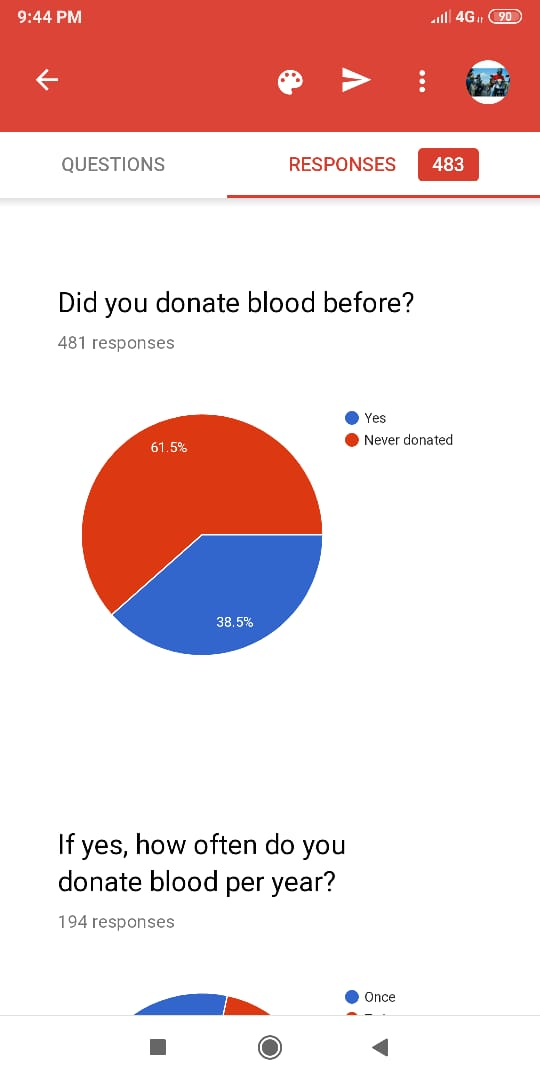 9:44 PM 4G 90
QUESTIONS RESPONSES 483
Did you donate blood before?
481 responses
Yes
Never donated
61.5%
38.5%
If yes, how often do you
donate blood per year?
194 responses
Once